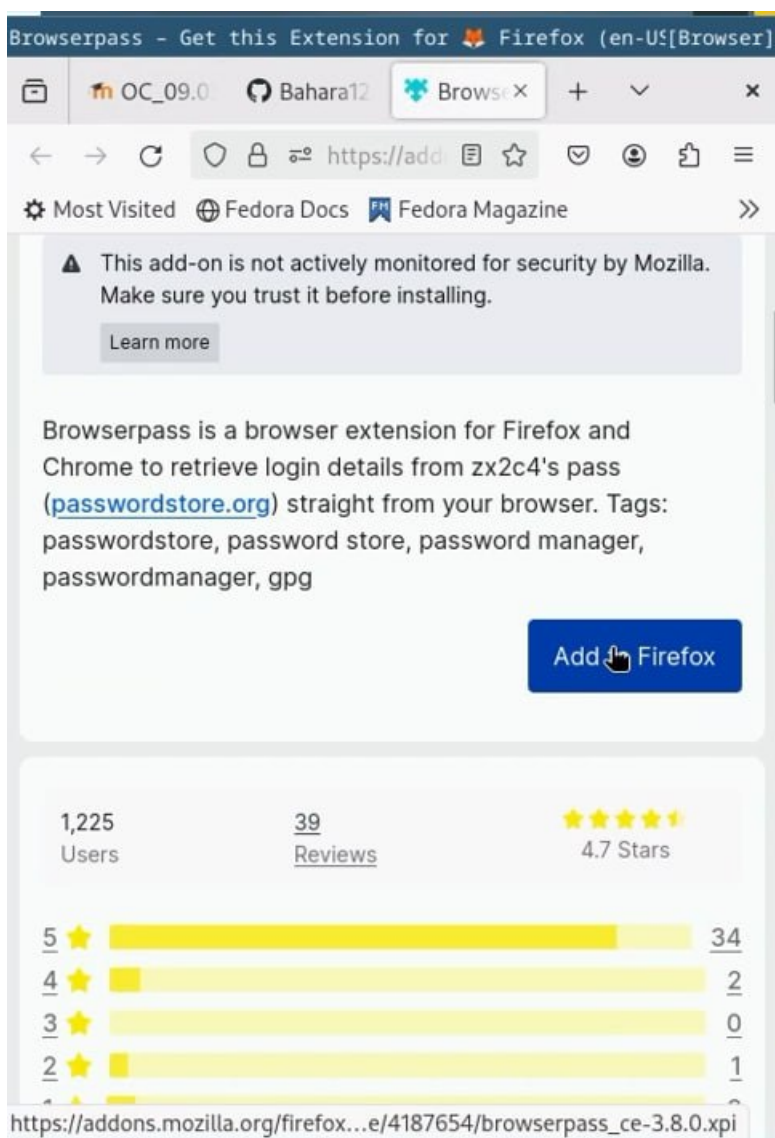 Browserpass – Get this Extension for 🦊 Firefox (en-US[Browser]
OC_09.0 Bahara12 Brows
https://add
Most Visited Fedora Docs Fedora Magazine
This add-on is not actively monitored for security by Mozilla.
Make sure you trust it before installing.
Learn more
Browserpass is a browser extension for Firefox and
Chrome to retrieve login details from zx2c4's pass
(passwordstore.org) straight from your browser. Tags:
passwordstore, password store, password manager,
passwordmanager, gpg
Add Firefox
1,225 39
Users Reviews 4.7 Stars
5 34
4 2
3 0
2 1
https://addons.mozilla.org/firefox…e/4187654/browserpass_ce-3.8.0.xpi